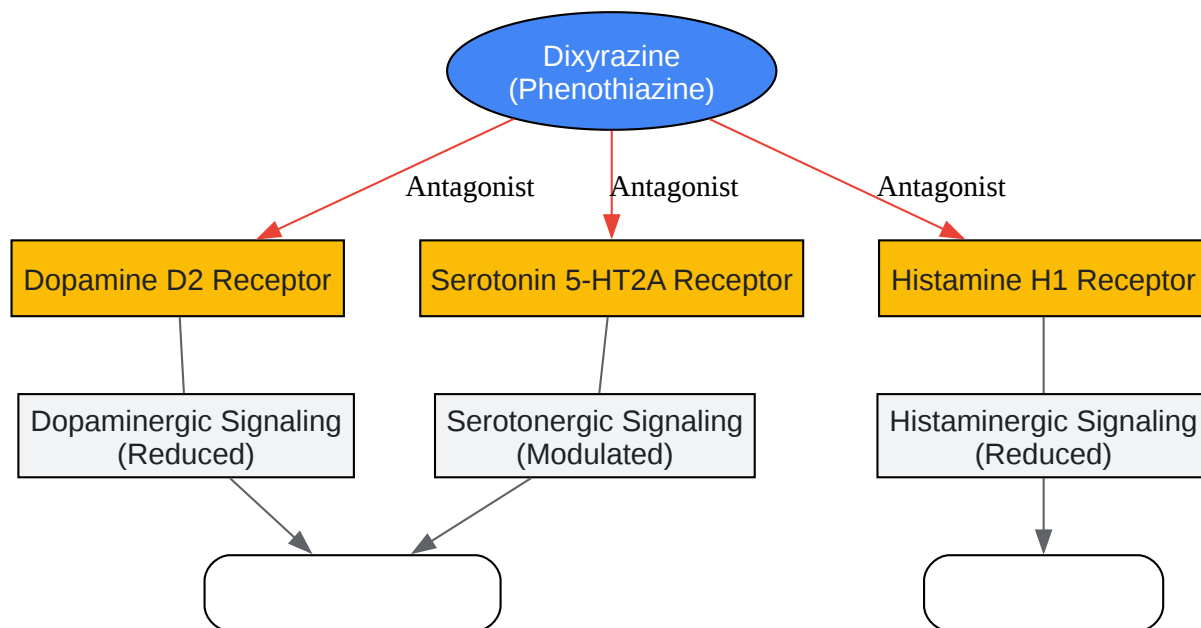 Dixyrazine
(Phenothiazine)
Antagonist
Antagonist
Antagonist
Dopamine D2 Receptor
Serotonin 5-HT2A Receptor
Histamine H1 Receptor
Dopaminergic Signaling
(Reduced)
Serotonergic Signaling
(Modulated)
Histaminergic Signaling
(Reduced)